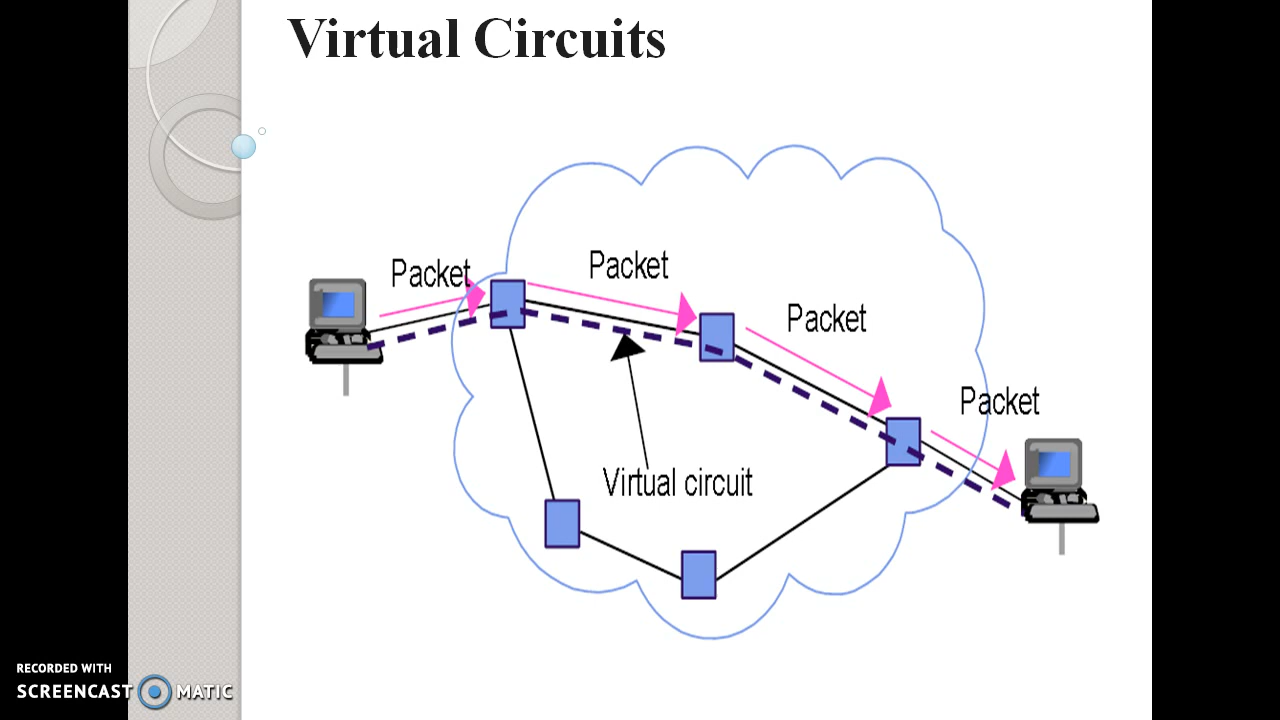 Virtual Circuits
Packet
Packet
Packet
Packet
Virtual circuit
RECORDED WITH
SCREENCAST MATIC